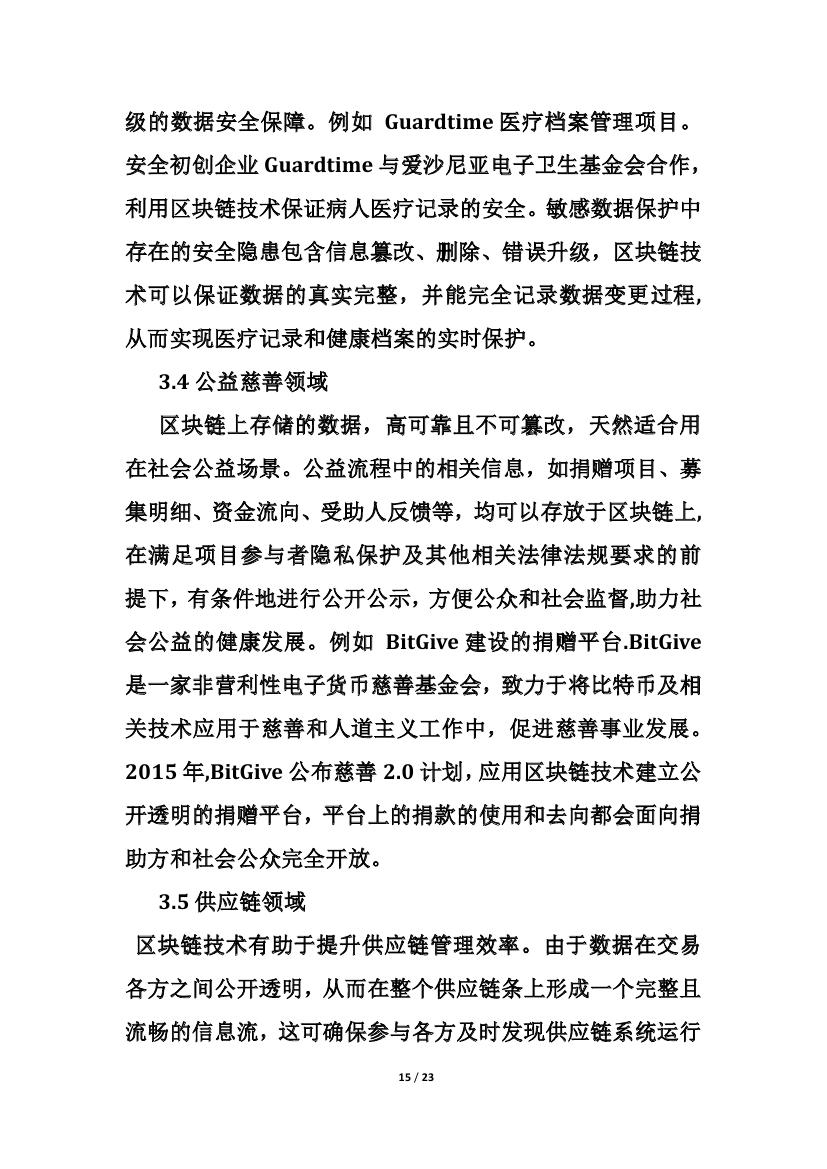 级的数据安全保障。例如 Guardtime 医疗档案管理项目。
安全初创企业 Guardtime 与爱沙尼亚电子卫生基金会合作，
利用区块链技术保证病人医疗记录的安全。敏感数据保护中
存在的安全隐患包含信息篡改、删除、错误升级，区块链技
术可以保证数据的真实完整，并能完全记录数据变更过程,
从而实现医疗记录和健康档案的实时保护。
3.4 公益慈善领域
区块链上存储的数据，高可靠且不可篡改，天然适合用
在社会公益场景。公益流程中的相关信息，如捐赠项目、募
集明细、资金流向、受助人反馈等，均可以存放于区块链上,
在满足项目参与者隐私保护及其他相关法律法规要求的前
提下，有条件地进行公开公示，方便公众和社会监督,助力社
会公益的健康发展。例如 BitGive 建设的捐赠平台.BitGive
是一家非营利性电子货币慈善基金会，致力于将比特币及相
关技术应用于慈善和人道主义工作中，促进慈善事业发展。
2015 年,BitGive 公布慈善 2.0 计划，应用区块链技术建立公
开透明的捐赠平台，平台上的捐款的使用和去向都会面向捐
助方和社会公众完全开放。
3.5 供应链领域
区块链技术有助于提升供应链管理效率。由于数据在交易
各方之间公开透明，从而在整个供应链条上形成一个完整且
流畅的信息流，这可确保参与各方及时发现供应链系统运行
15 / 23